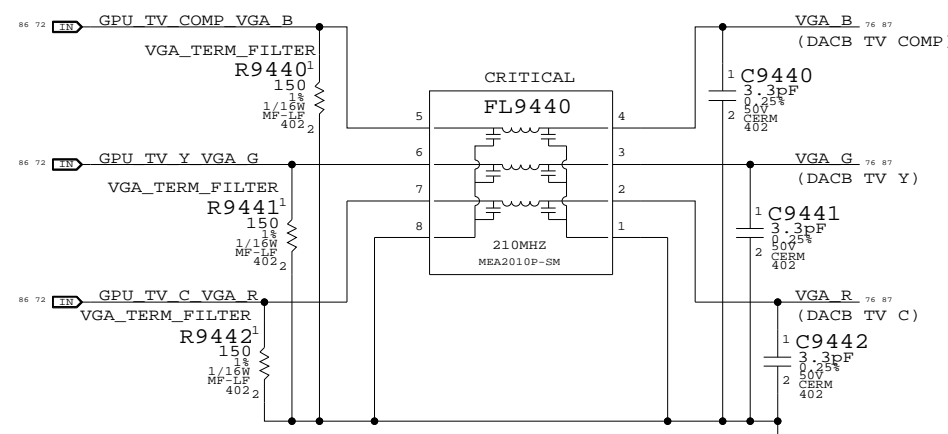 86 72 IN GPU_TV_COMP_VGA_B
VGA_TERM_FILTER
R9440 1
150
1%
1/16W
MF-LF
402 2
CRITICAL
FL9440
5 4
6 3
7 2
8 1
210MHZ
MEA2010P-SM
VGA_B 76 87
(DACB TV COMP)
1 C9440
3.3pF
0.25%
50V
2 CERM
402
86 72 IN GPU_TV_Y_VGA_G
VGA_TERM_FILTER
R9441 1
150
1%
1/16W
MF-LF
402 2
VGA_G 76 87
(DACB TV Y)
1 C9441
3.3pF
0.25%
50V
2 CERM
402
86 72 IN GPU_TV_C_VGA_R
VGA_TERM_FILTER
R9442 1
150
1%
1/16W
MF-LF
402 2
VGA_R 76 87
(DACB TV C)
1 C9442
3.3pF
0.25%
50V
2 CERM
402